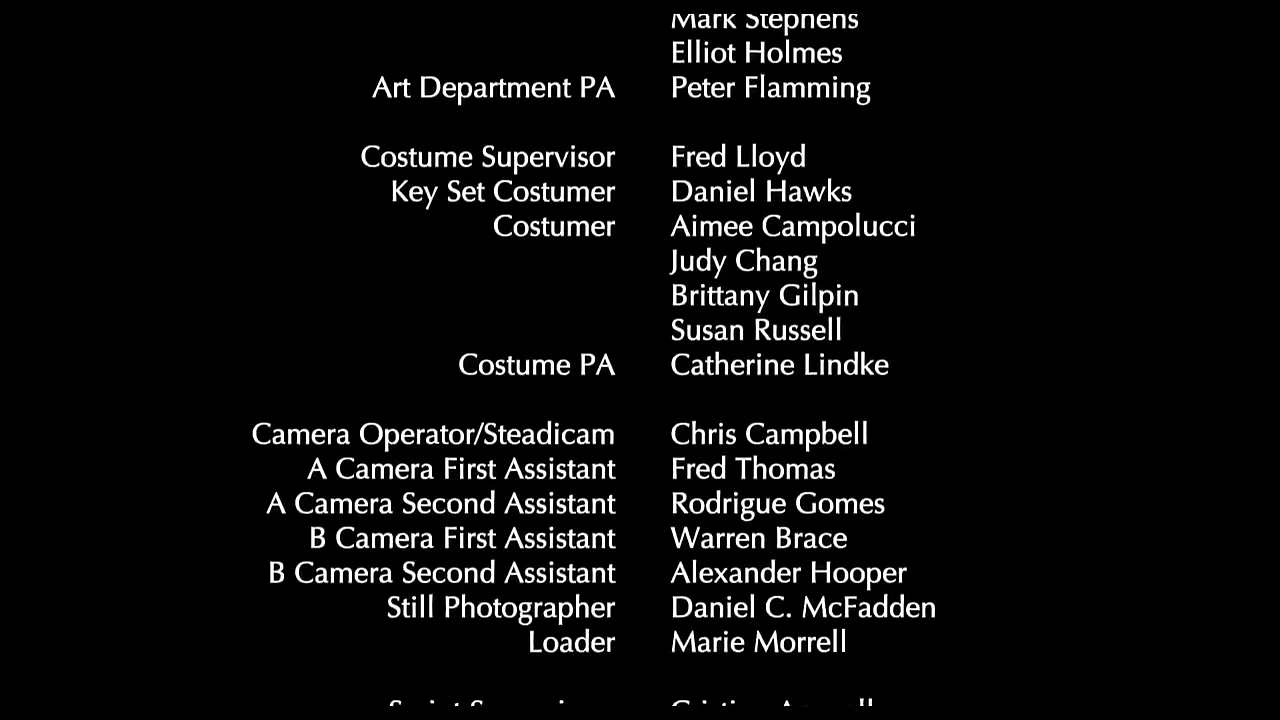 Mark Stephens
Elliot Holmes
Art Department PA Peter Flamming
Costume Supervisor Fred Lloyd
Key Set Costumer Daniel Hawks
Costumer Aimee Campolucci
Judy Chang
Brittany Gilpin
Susan Russell
Costume PA Catherine Lindke
Camera Operator/Steadicam Chris Campbell
A Camera First Assistant Fred Thomas
A Camera Second Assistant Rodrigue Gomes
B Camera First Assistant Warren Brace
B Camera Second Assistant Alexander Hooper
Still Photographer Daniel C. McFadden
Loader Marie Morrell